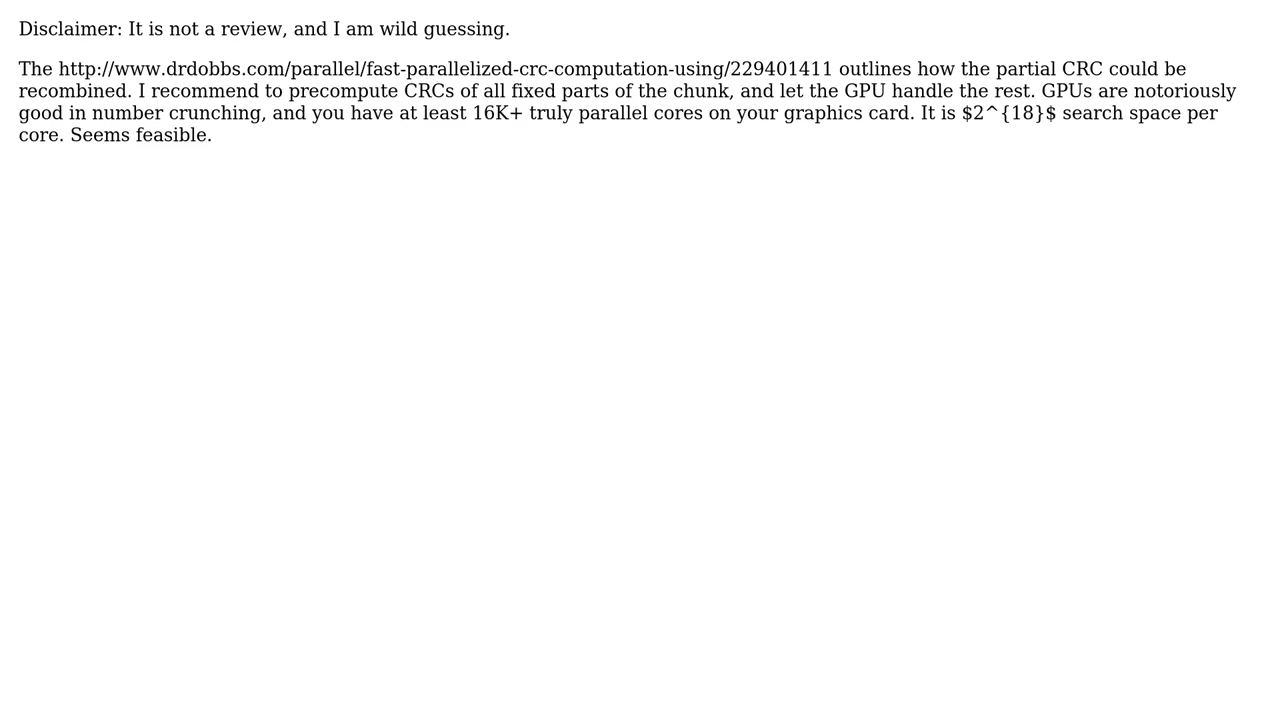 Disclaimer: It is not a review, and I am wild guessing.
The http://www.drdobbs.com/parallel/fast-parallelized-crc-computation-using/229401411 outlines how the partial CRC could be
recombined. I recommend to precompute CRCs of all fixed parts of the chunk, and let the GPU handle the rest. GPUs are notoriously
good in number crunching, and you have at least 16K+ truly parallel cores on your graphics card. It is $2^{18}$ search space per
core. Seems feasible.